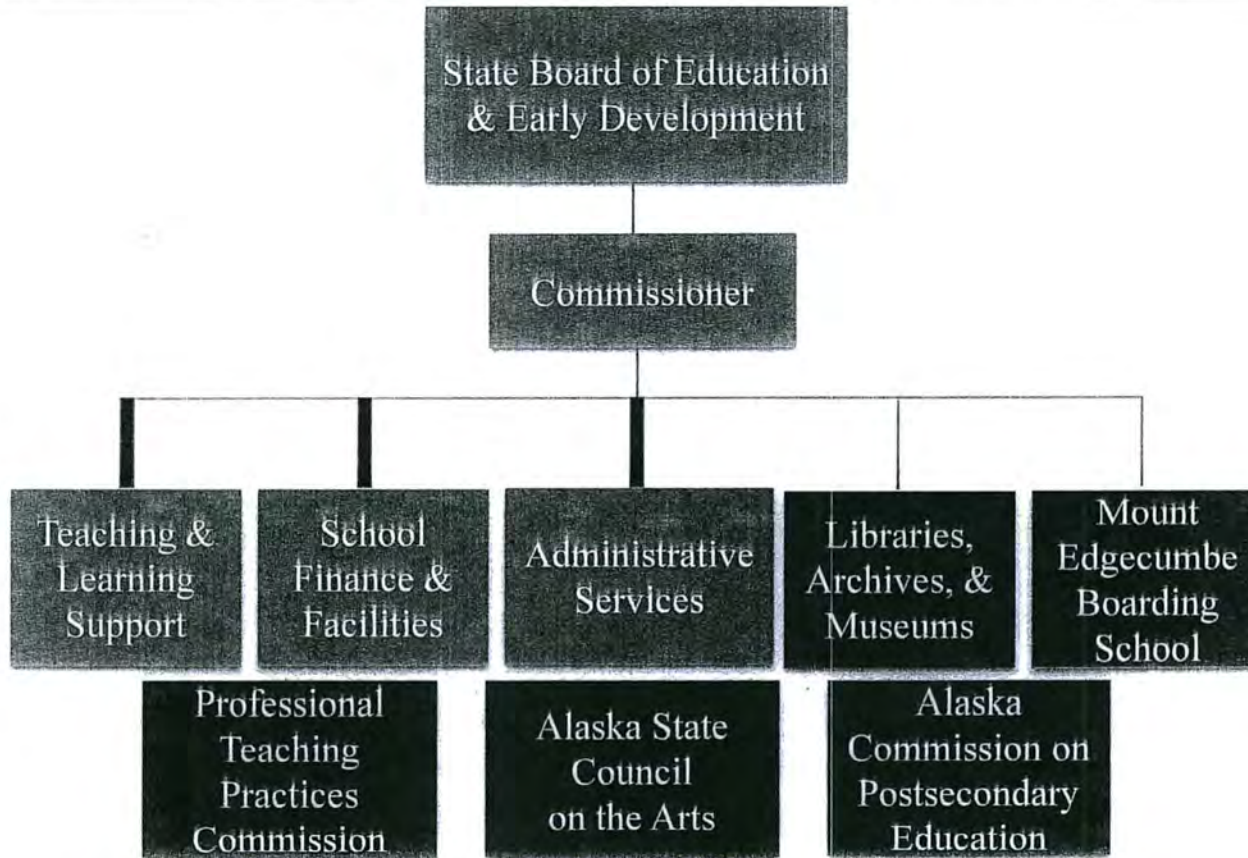 State Board of Education
& Early Development
Commissioner
Teaching &
Learning
Support
School
Finance &
Facilities
Administrative
Services
Libraries,
Archives, &
Museums
Mount
Edgecumbe
Boarding
School
Professional
Teaching
Practices
Commission
Alaska State
Council
on the Arts
Alaska
Commission on
Postsecondary
Education